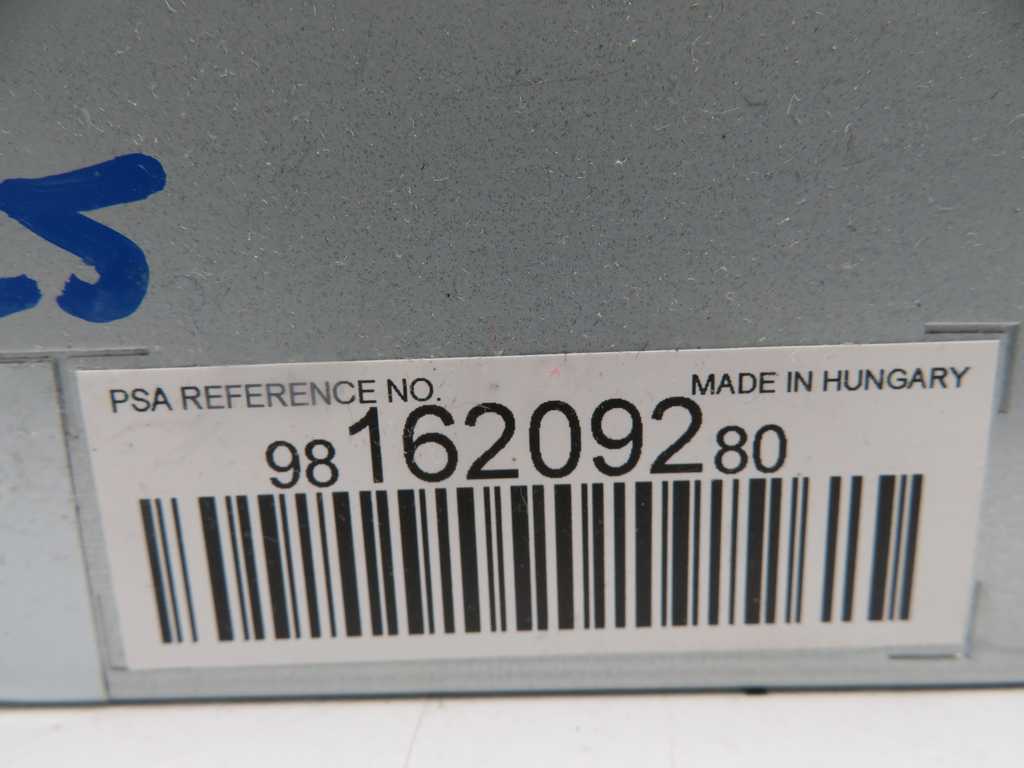 PSA REFERENCE NO. MADE IN HUNGARY
9816209280